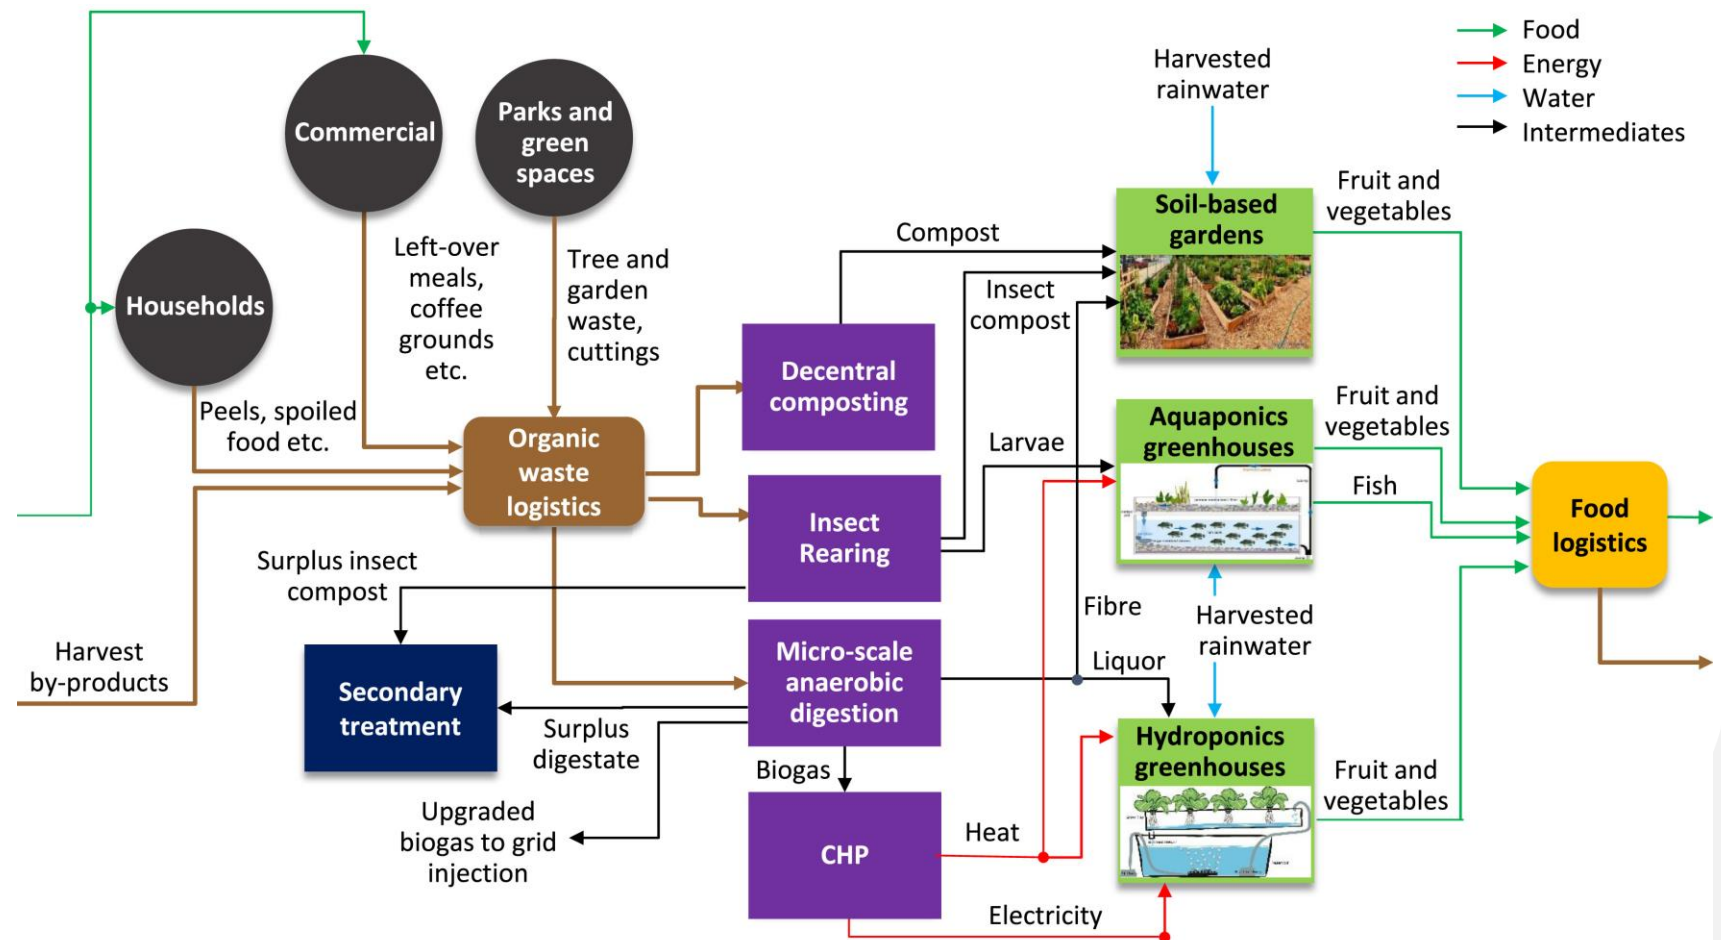 Food
Energy
Water
Intermediates
Harvested
rainwater
Commercial
Parks and
green
spaces
Households
Left-over
meals,
coffee
grounds
etc.
Tree and
garden
waste,
cuttings
Peels, spoiled
food etc.
Organic
waste
logistics
Harvest
by-products
Compost
Insect
compost
Decentral
composting
Larvae
Insect
Rearing
Surplus insect
compost
Secondary
treatment
Surplus
digestate
Micro-scale
anaerobic
digestion
Fibre
Liquor
Biogas
Upgraded
biogas to grid
injection
CHP
Heat
Electricity
Soil-based
gardens
Fruit and
vegetables
Aquaponics
greenhouses
Fruit and
vegetables
Fish
Harvested
rainwater
Hydroponics
greenhouses
Fruit and
vegetables
Food
logistics